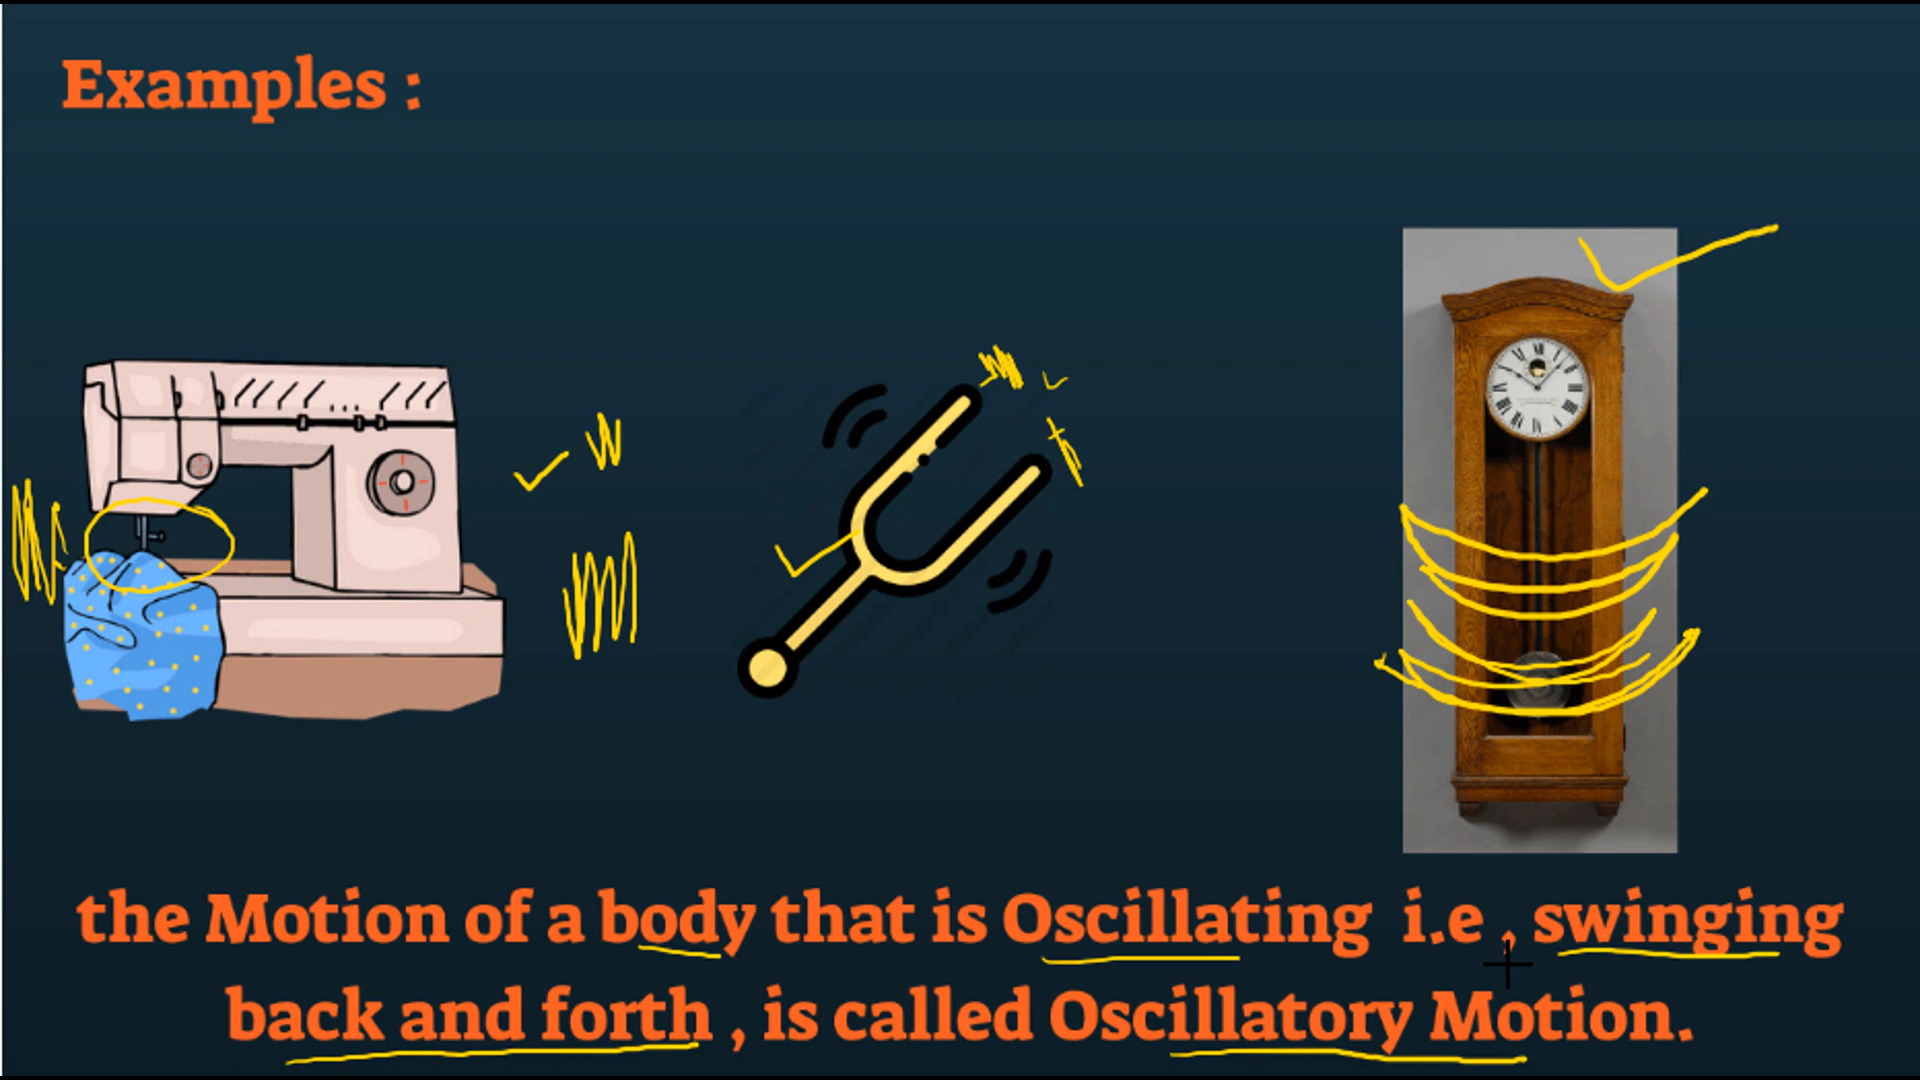 Examples :
the Motion of a body that is Oscillating i.e , swinging
back and forth , is called Oscillatory Motion.